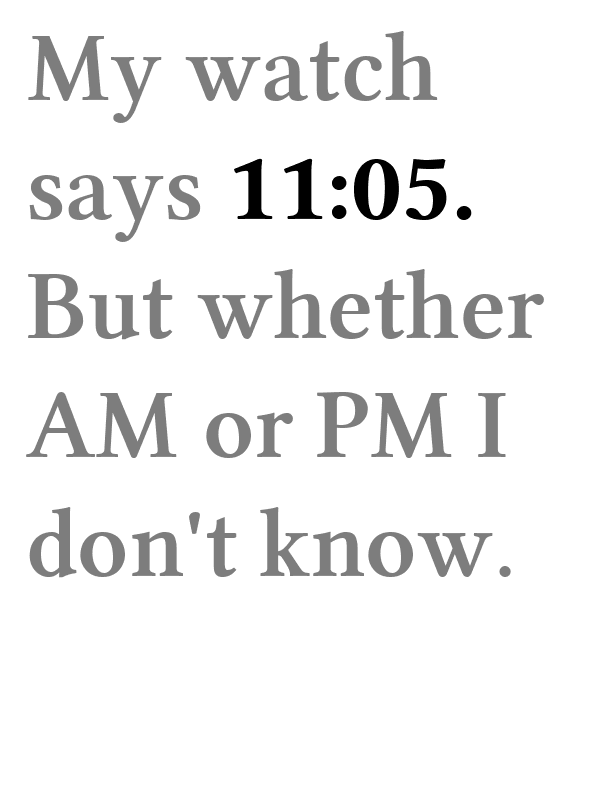 My watch
says 11:05.
But whether
AM or PM I
don't know.